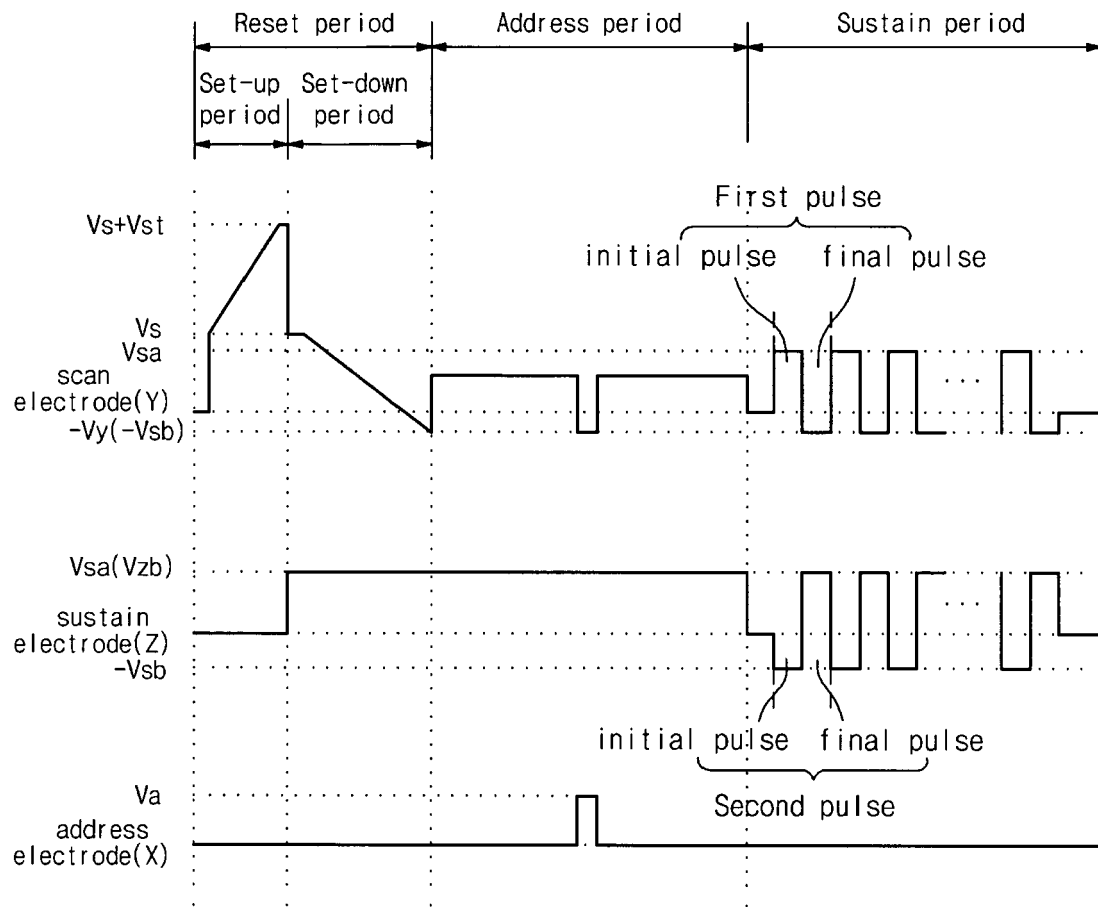 Reset period
Address period
Sustain period
Set-up
period
Set-down
period
First pulse
initial pulse
final pulse
Vs+Vst
Vs
Vsa
scan
electrode(Y)
-Vy(-Vsb)
...
Vsa(Vzb)
sustain
electrode(Z)
-Vsb
...
initial pulse
final pulse
Second pulse
Va
address
electrode(X)